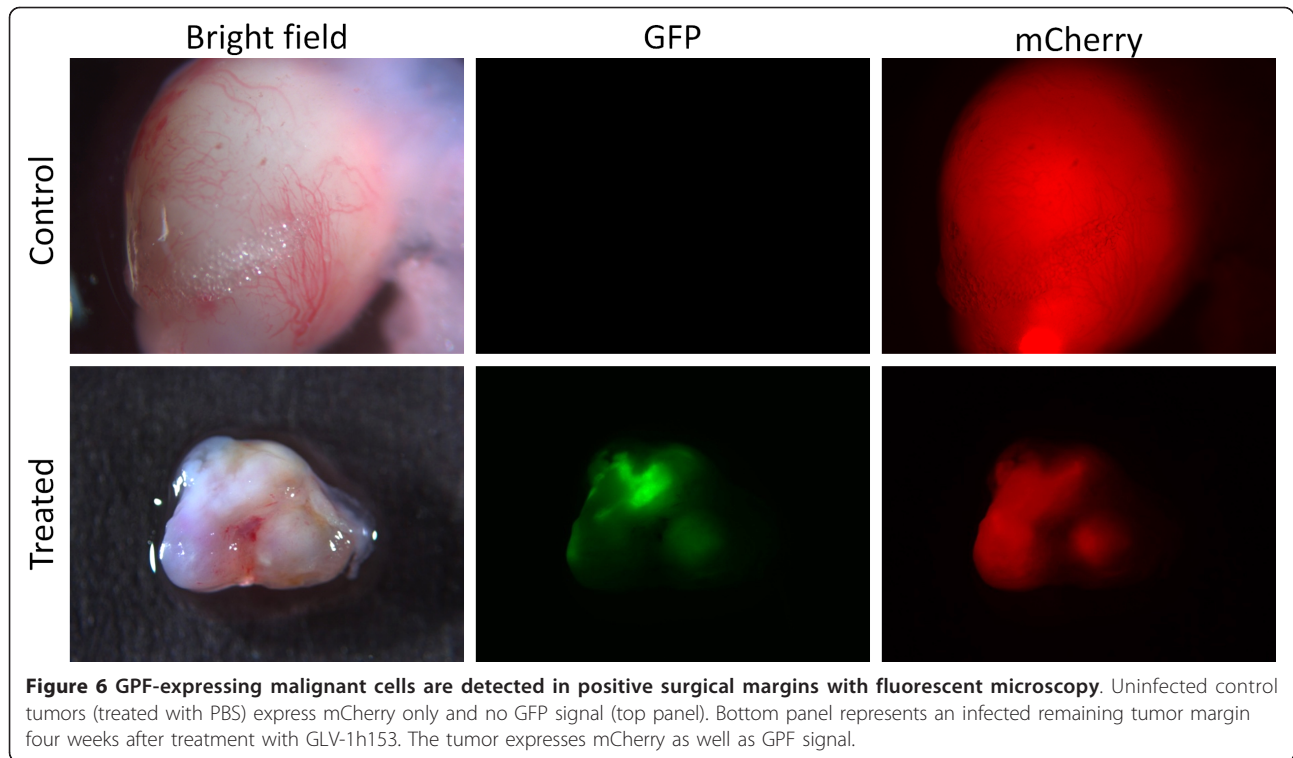 Bright field
GFP
mCherry
Control
Treated
Figure 6 GPF-expressing malignant cells are detected in positive surgical margins with fluorescent microscopy. Uninfected control
tumors (treated with PBS) express mCherry only and no GFP signal (top panel). Bottom panel represents an infected remaining tumor margin
four weeks after treatment with GLV-1h153. The tumor expresses mCherry as well as GPF signal.